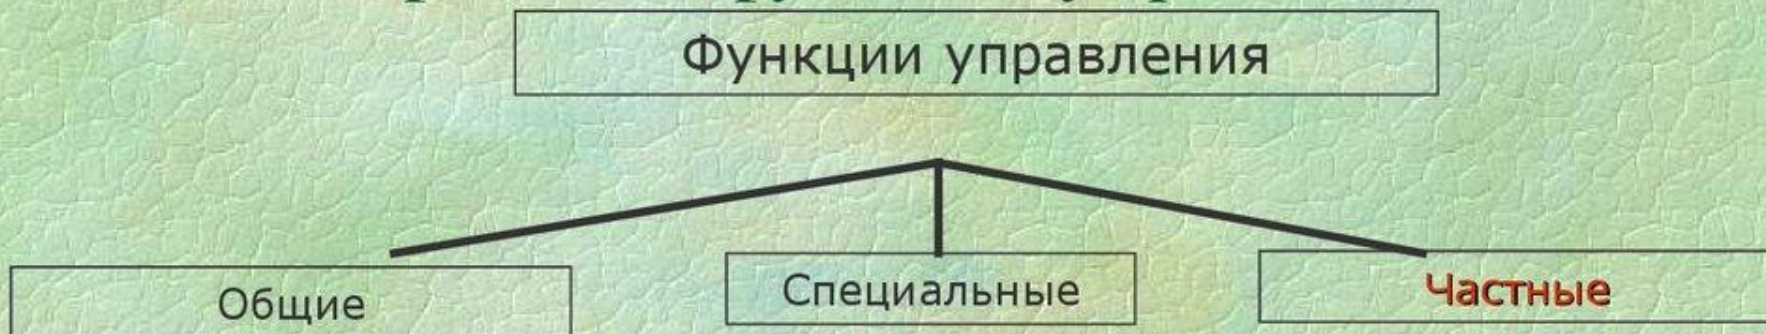 Функции управления
Общие
Специальные
Частные